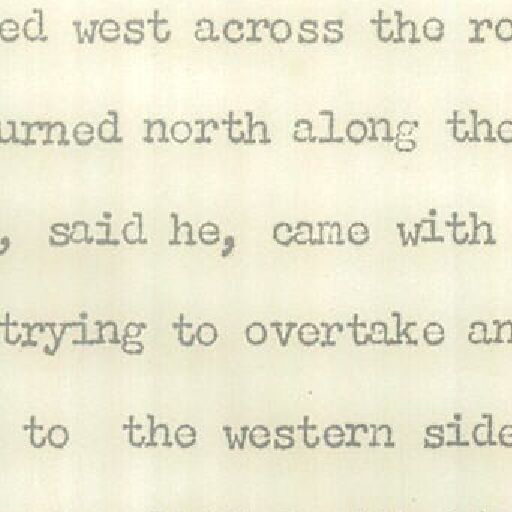 ed west across the ro
urned north along the
, said he, came with
trying to overtake an
to the western side